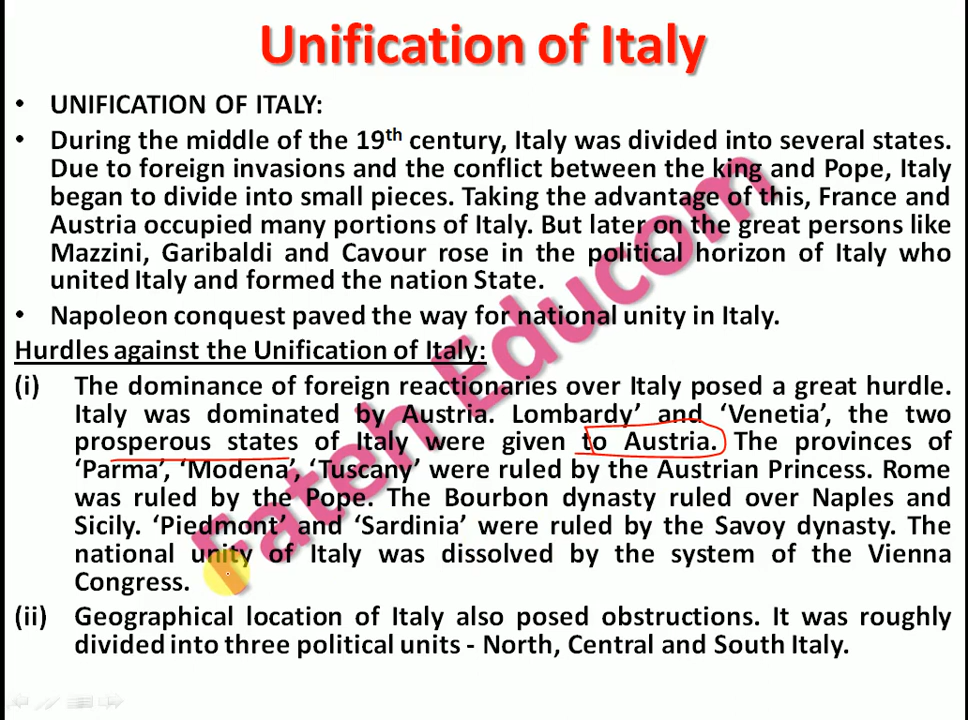 Unification of Italy
• UNIFICATION OF ITALY:
• During the middle of the 19th century, Italy was divided into several states.
Due to foreign invasions and the conflict between the king and Pope, Italy
began to divide into small pieces. Taking the advantage of this, France and
Austria occupied many portions of Italy. But later on the great persons like
Mazzini, Garibaldi and Cavour rose in the political horizon of Italy who
united Italy and formed the nation State.
• Napoleon conquest paved the way for national unity in Italy.
Hurdles against the Unification of Italy:
(i) The dominance of foreign reactionaries over Italy posed a great hurdle.
Italy was dominated by Austria. Lombardy’ and ‘Venetia’, the two
prosperous states of Italy were given to Austria. The provinces of
‘Parma’, ‘Modena’, ‘Tuscany’ were ruled by the Austrian Princess. Rome
was ruled by the Pope. The Bourbon dynasty ruled over Naples and
Sicily. ‘Piedmont’ and ‘Sardinia’ were ruled by the Savoy dynasty. The
national unity of Italy was dissolved by the system of the Vienna
Congress.
(ii) Geographical location of Italy also posed obstructions. It was roughly
divided into three political units - North, Central and South Italy.
Fateh Educom